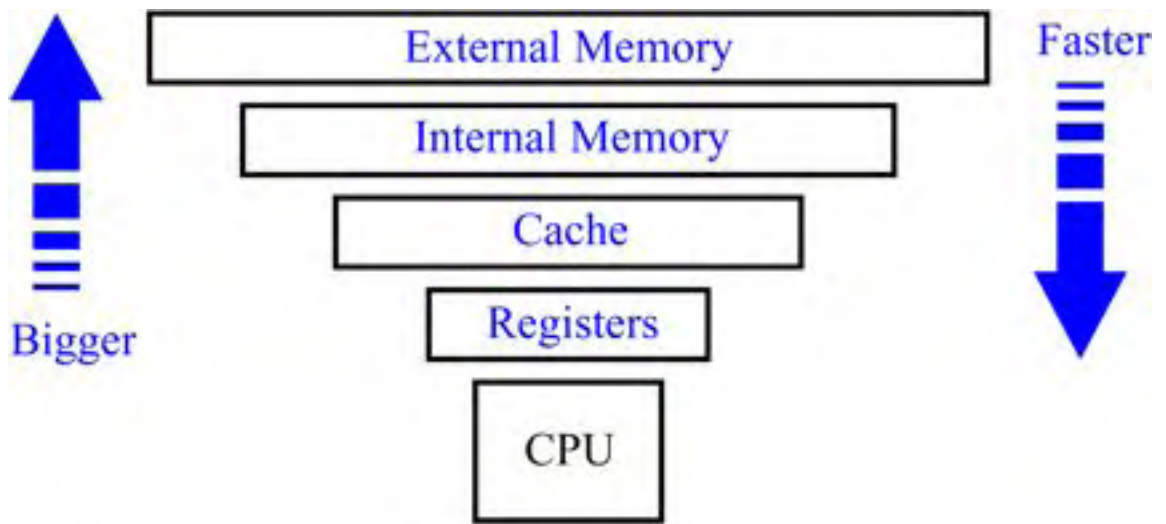 External Memory
Faster
Internal Memory
Cache
Registers
Bigger
CPU